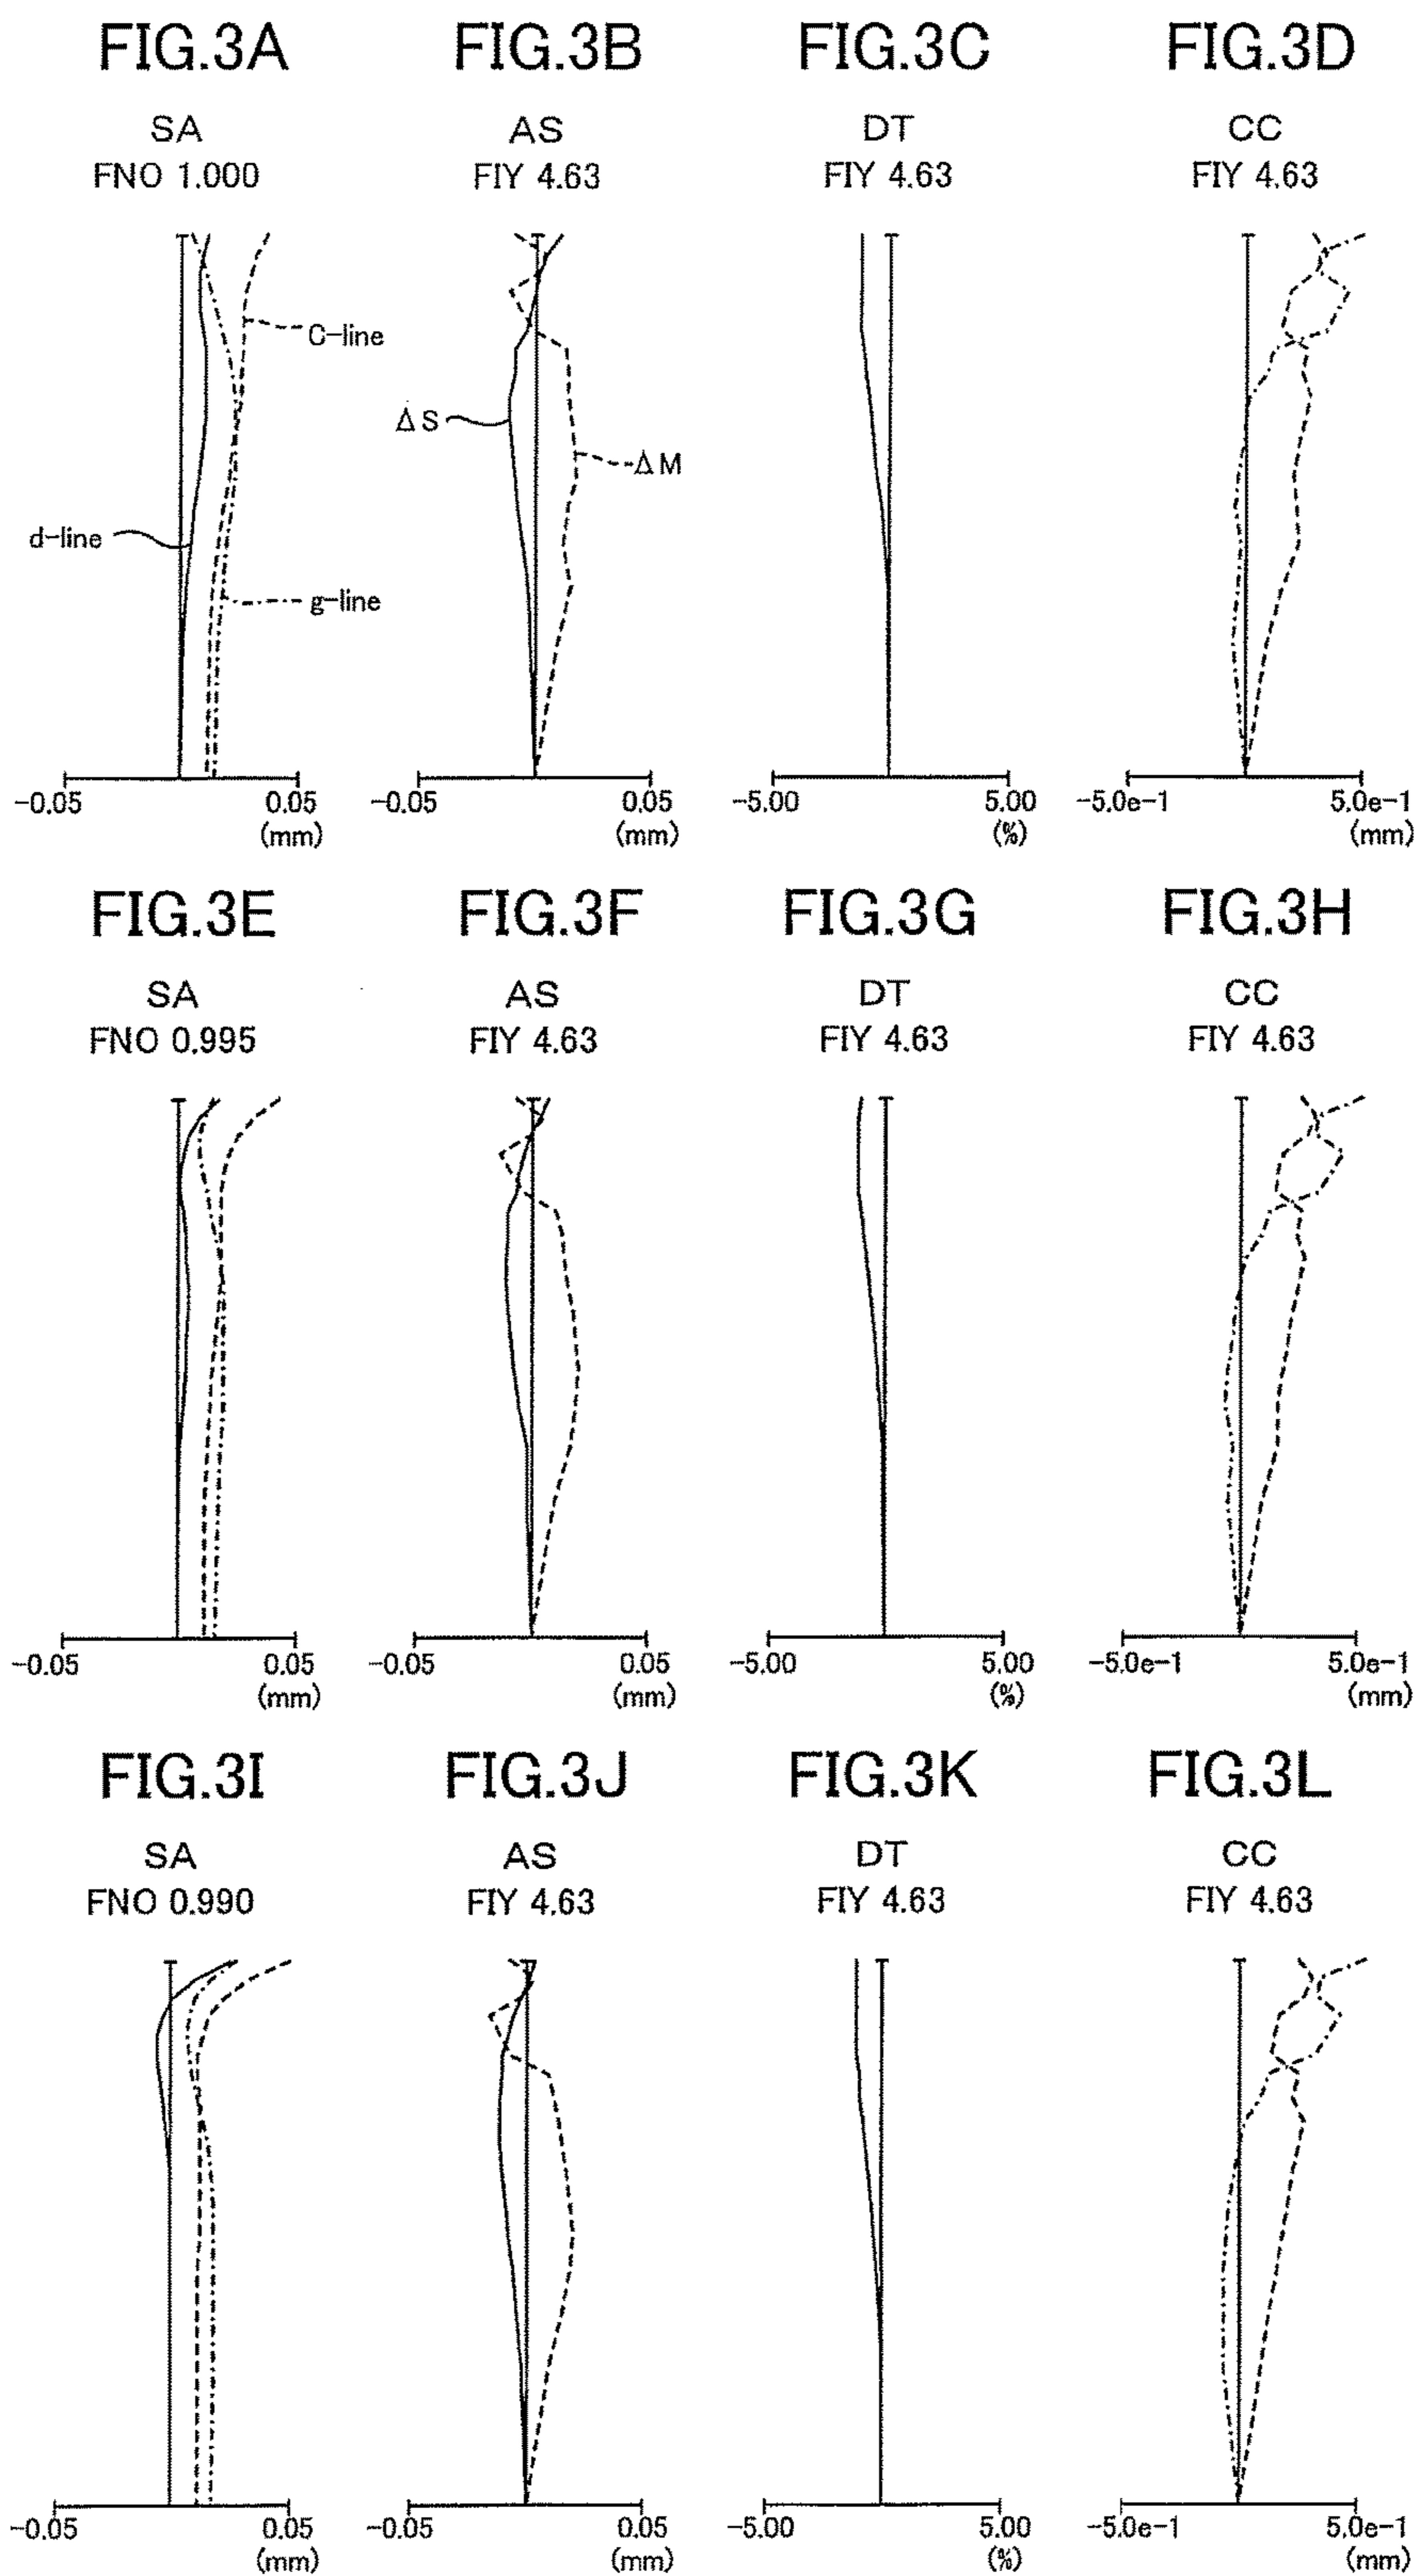 FIG.3A FIG.3B FIG.3C FIG.3D
SA AS DT CC
FNO 1.000 FIY 4.63 FIY 4.63 FIY 4.63
C-line
ΔS
ΔM
d-line
g-line
-0.05 0.05 -0.05 0.05 -5.00 5.00 -5.0e-1 5.0e-1
(mm) (mm) (%) (mm)
FIG.3E FIG.3F FIG.3G FIG.3H
SA AS DT CC
FNO 0.995 FIY 4.63 FIY 4.63 FIY 4.63
-0.05 0.05 -0.05 0.05 -5.00 5.00 -5.0e-1 5.0e-1
(mm) (mm) (%) (mm)
FIG.3I FIG.3J FIG.3K FIG.3L
SA AS DT CC
FNO 0.990 FIY 4.63 FIY 4.63 FIY 4.63
-0.05 0.05 -0.05 0.05 -5.00 5.00 -5.0e-1 5.0e-1
(mm) (mm) (%) (mm)